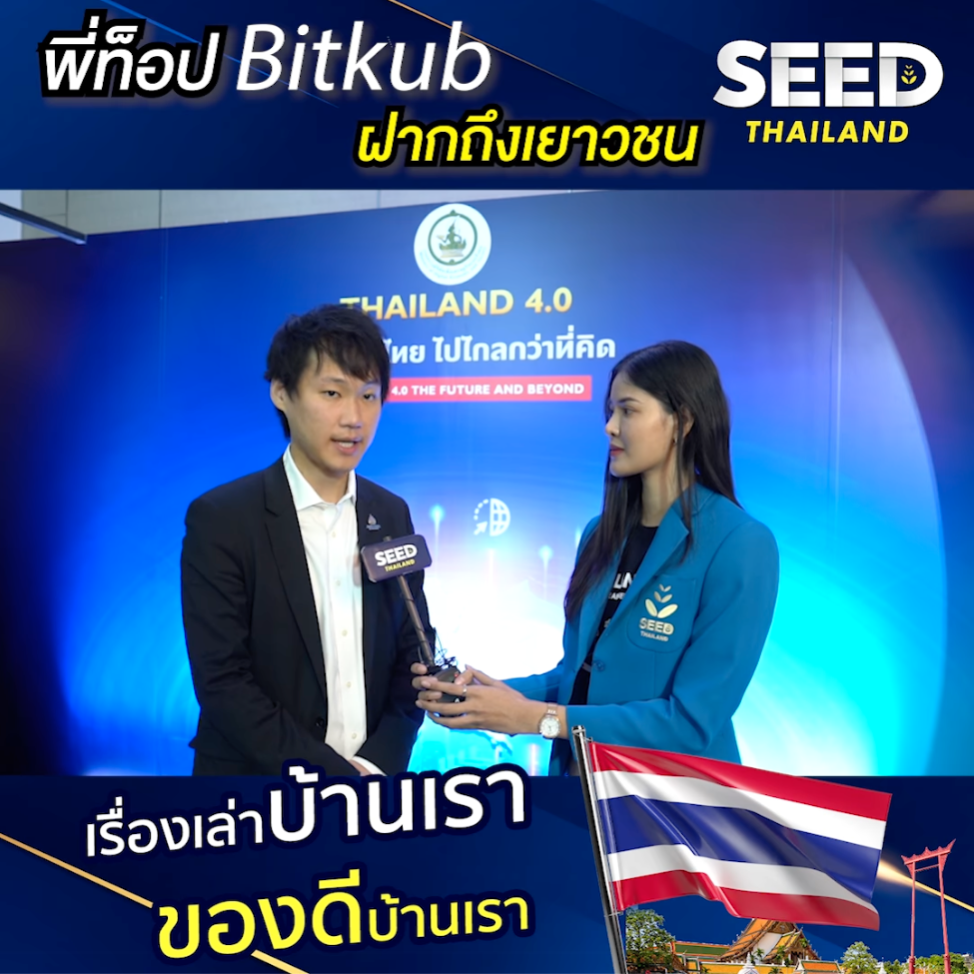 พี่ท็อป Bitkub
ฝากถึงเยาวชน
SEED
THAILAND
THAILAND 4.0
ไทย ไปไกลกว่าที่คิด
4.0 THE FUTURE AND BEYOND
SEED
THAILAND
SEED
THAILAND
เรื่องเล่าบ้านเรา
ของดีบ้านเรา